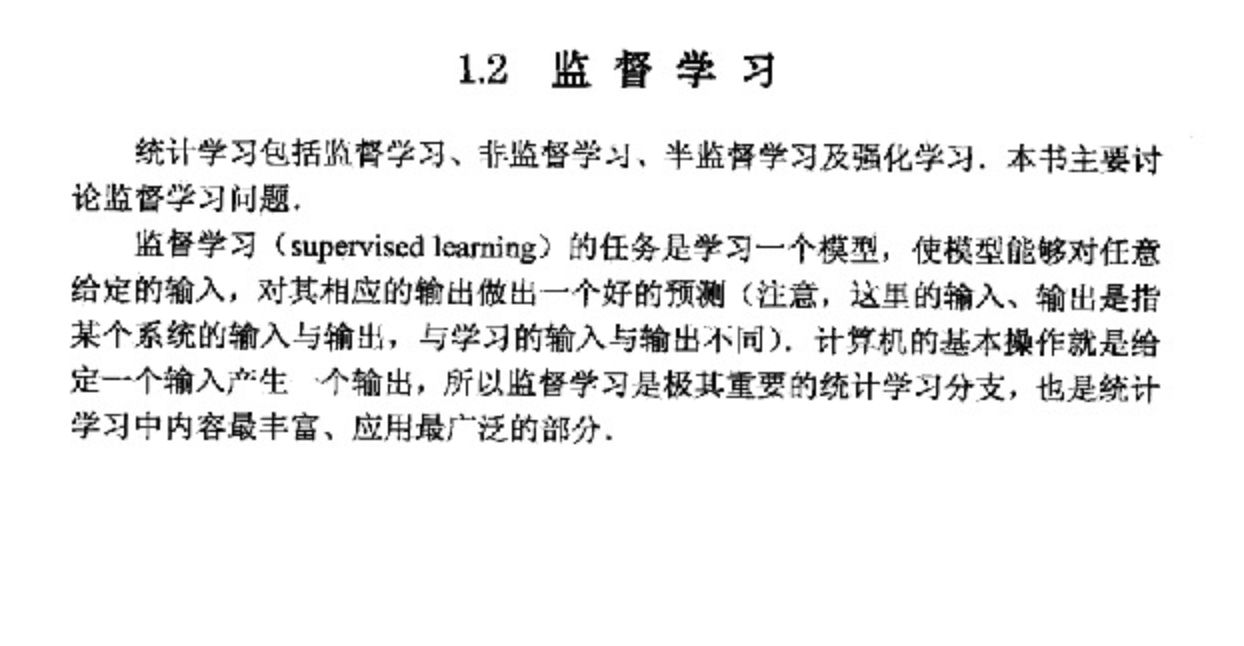 1.2 监督学习
统计学习包括监督学习、非监督学习、半监督学习及强化学习．本书主要讨
论监督学习问题．
监督学习（supervised learning）的任务是学习一个模型，使模型能够对任意
给定的输入，对其相应的输出做出一个好的预测（注意，这里的输入、输出是指
某个系统的输入与输出，与学习的输入与输出不同）．计算机的基本操作就是给
定一个输入产生一个输出，所以监督学习是极其重要的统计学习分支，也是统计
学习中内容最丰富、应用最广泛的部分．